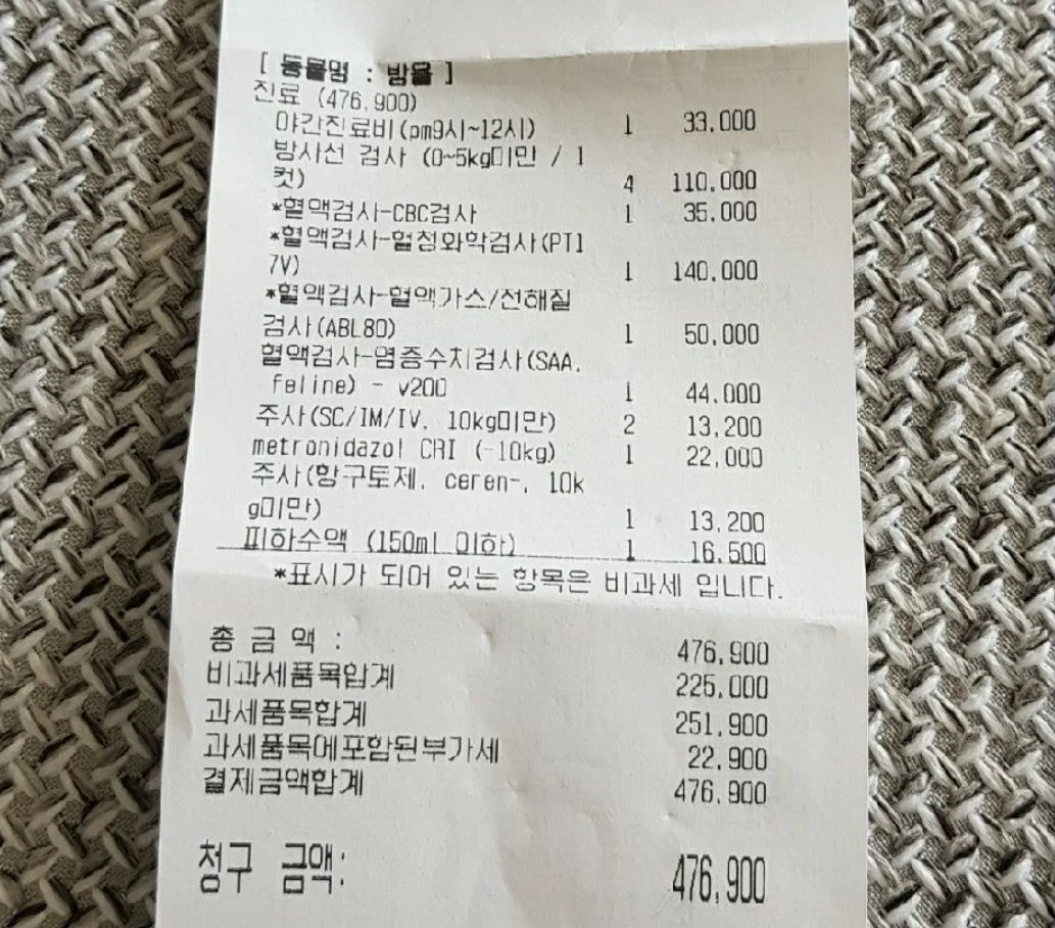 [ 동물명 : 방울 ]
진료 (476,900)
야간진료비(pm9시~12시) 1 33,000
방사선 검사 (0~5kg미만 / 1
컷) 4 110,000
*혈액검사-CBC검사 1 35,000
*혈액검사-혈청화학검사(PT1
7V) 1 140,000
*혈액검사-혈액가스/전해질
검사(ABL80) 1 50,000
혈액검사-염증수치검사(SAA,
feline) - v200 1 44,000
주사(SC/IM/IV, 10kg미만) 2 13,200
metronidazol CRI (-10kg) 1 22,000
주사(항구토제, ceren-, 10k
g미만) 1 13,200
피하수액 (150ml 이하) 1 16,500
*표시가 되어 있는 항목은 비과세 입니다.
총 금 액 : 476,900
비과세품목합계 225,000
과세품목합계 251,900
과세품목에포함된부가세 22,900
결제금액합계 476,900
청구 금액: 476,900